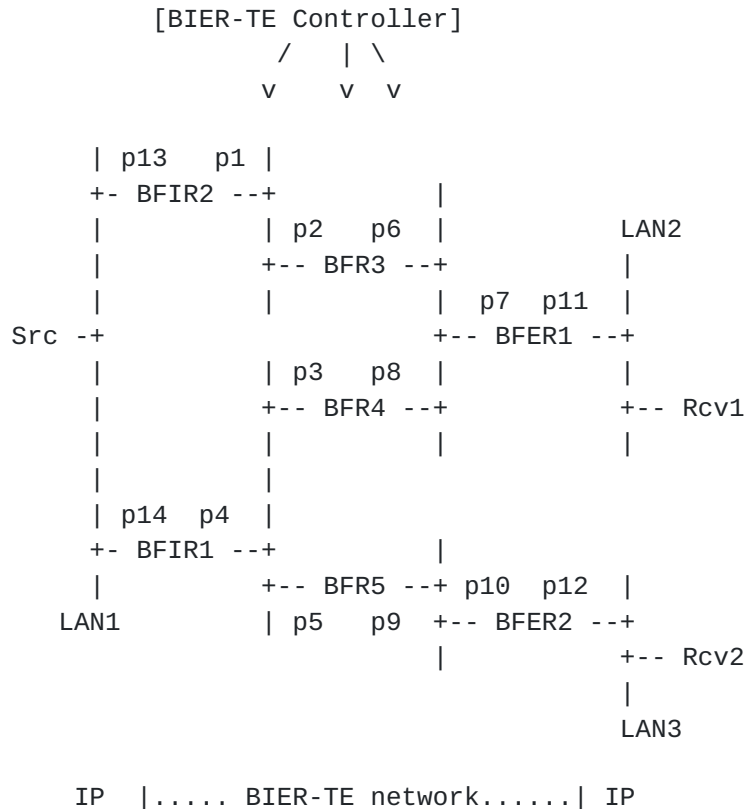 [BIER-TE Controller]
/ | \
v v v
| p13 p1 |
+- BFIR2 --+ |
| | p2 p6 | LAN2
| +-- BFR3 --+ |
| | | p7 p11 |
Src -+ +-- BFER1 --+
| | p3 p8 | |
| +-- BFR4 --+ +-- Rcv1
| | | |
| |
| p14 p4 |
+- BFIR1 --+ |
| +-- BFR5 --+ p10 p12 |
LAN1 | p5 p9 +-- BFER2 --+
| +-- Rcv2
|
LAN3
IP |..... BIER-TE network......| IP